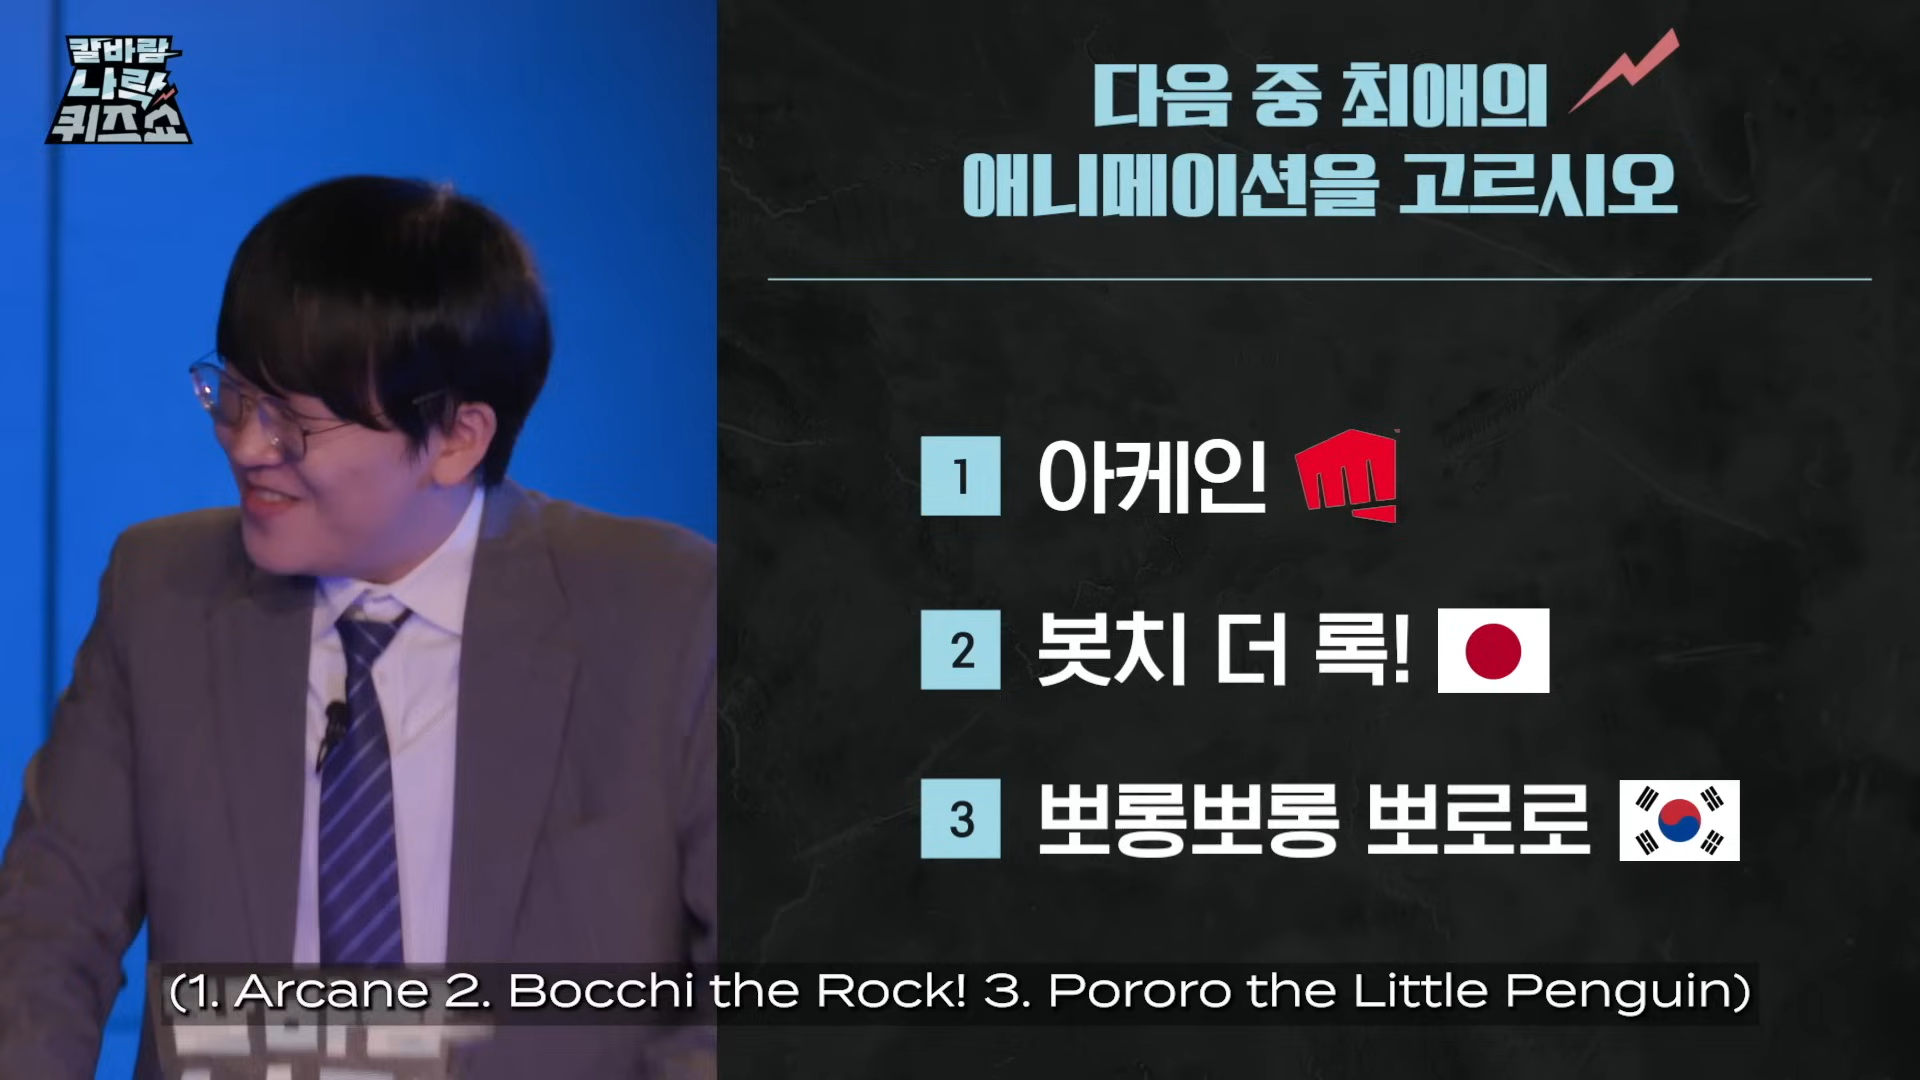 칼바람
나락
퀴즈쇼
다음 중 최애의
애니메이션을 고르시오
1 아케인
2 봇치 더 록!
3 뽀롱뽀롱 뽀로로
(1. Arcane 2. Bocchi the Rock! 3. Pororo the Little Penguin)